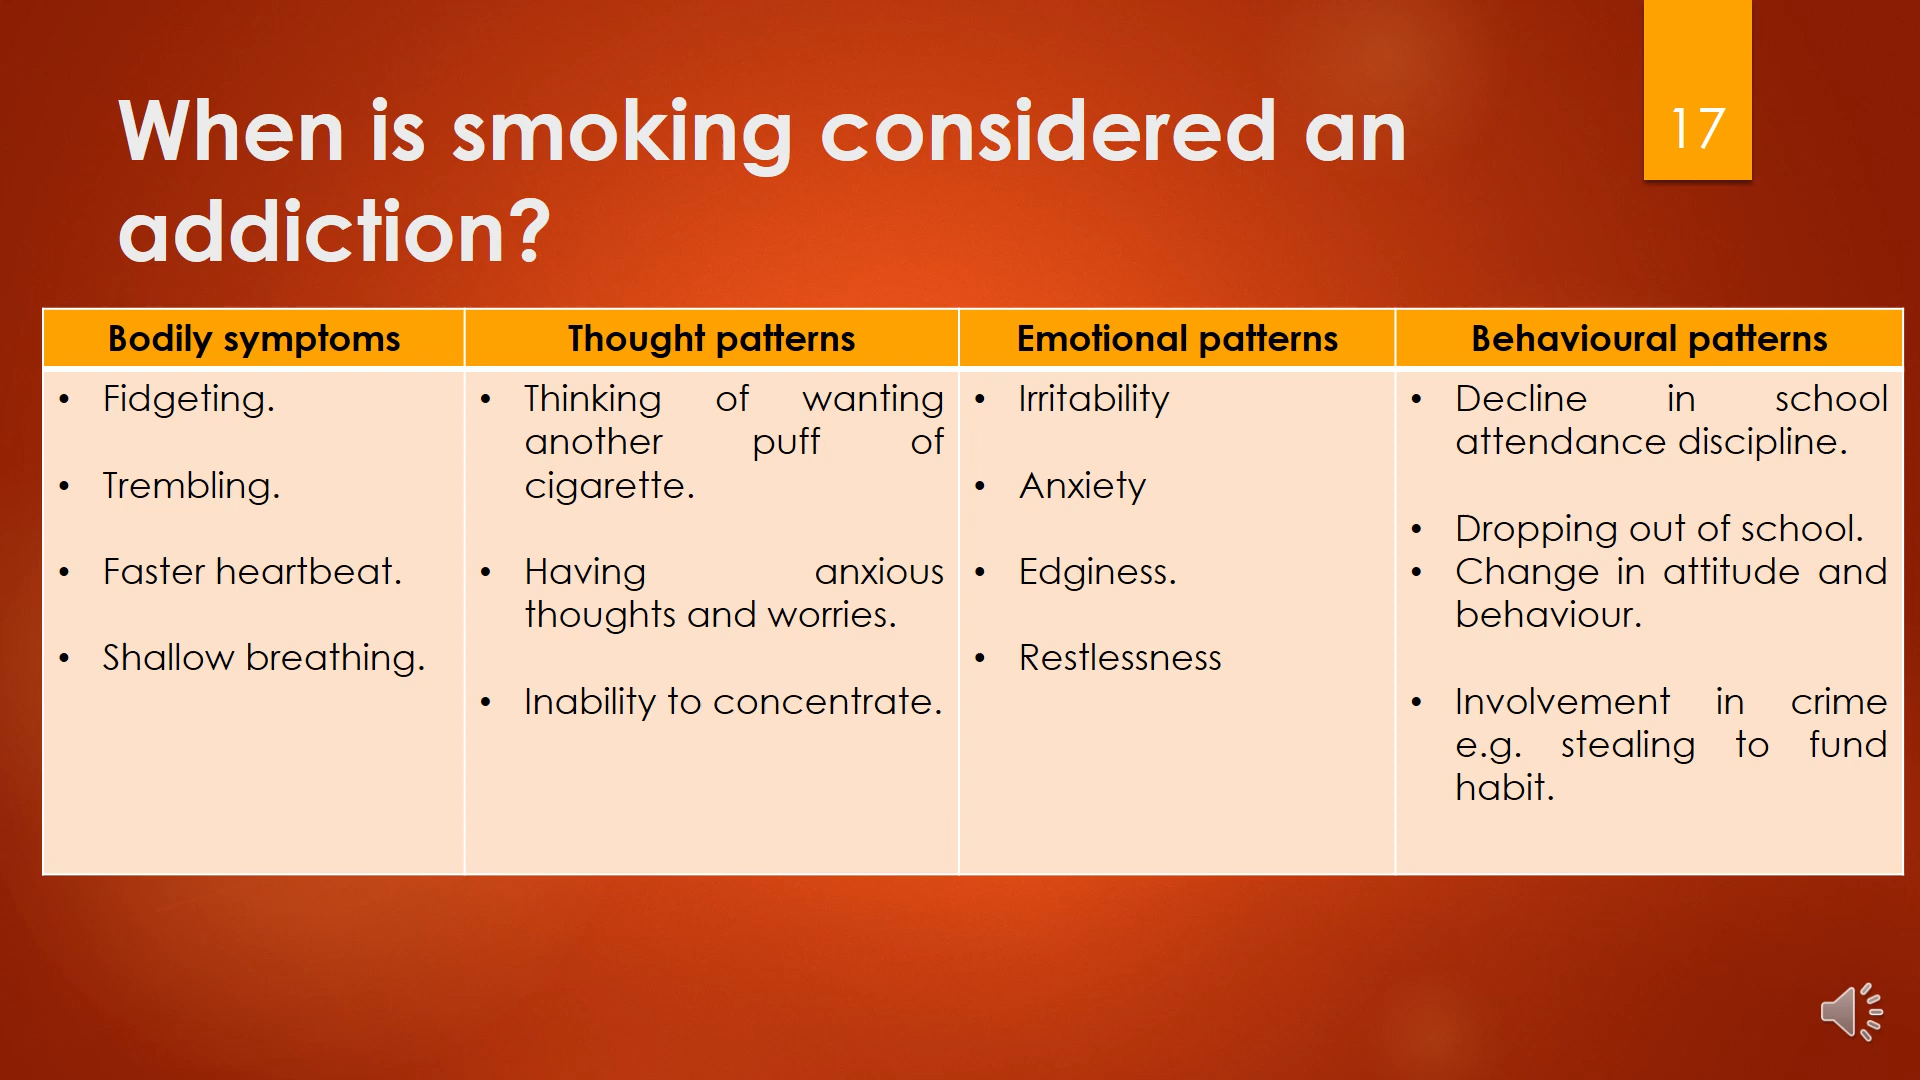 When is smoking considered an
addiction?
17
Bodily symptoms
Thought patterns
Emotional patterns
Behavioural patterns
• Fidgeting.
• Trembling.
• Faster heartbeat.
• Shallow breathing.
• Thinking of wanting
another puff of
cigarette.
• Having anxious
thoughts and worries.
• Inability to concentrate.
• Irritability
• Anxiety
• Edginess.
• Restlessness
• Decline in school
attendance discipline.
• Dropping out of school.
• Change in attitude and
behaviour.
• Involvement in crime
e.g. stealing to fund
habit.